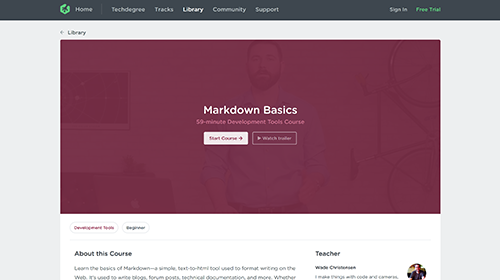 Home Techdegree Tracks Library Community Support Sign In Free Trial
← Library
Markdown Basics
59-minute Development Tools Course
Start Course → ▶ Watch trailer
Development Tools Beginner
About this Course Teacher
Learn the basics of Markdown—a simple, text-to-html tool used to format writing on the
Wade Christensen
Web. It's used to write blogs, forum posts, technical documentation, and more. Whether
I make things with code and cameras.